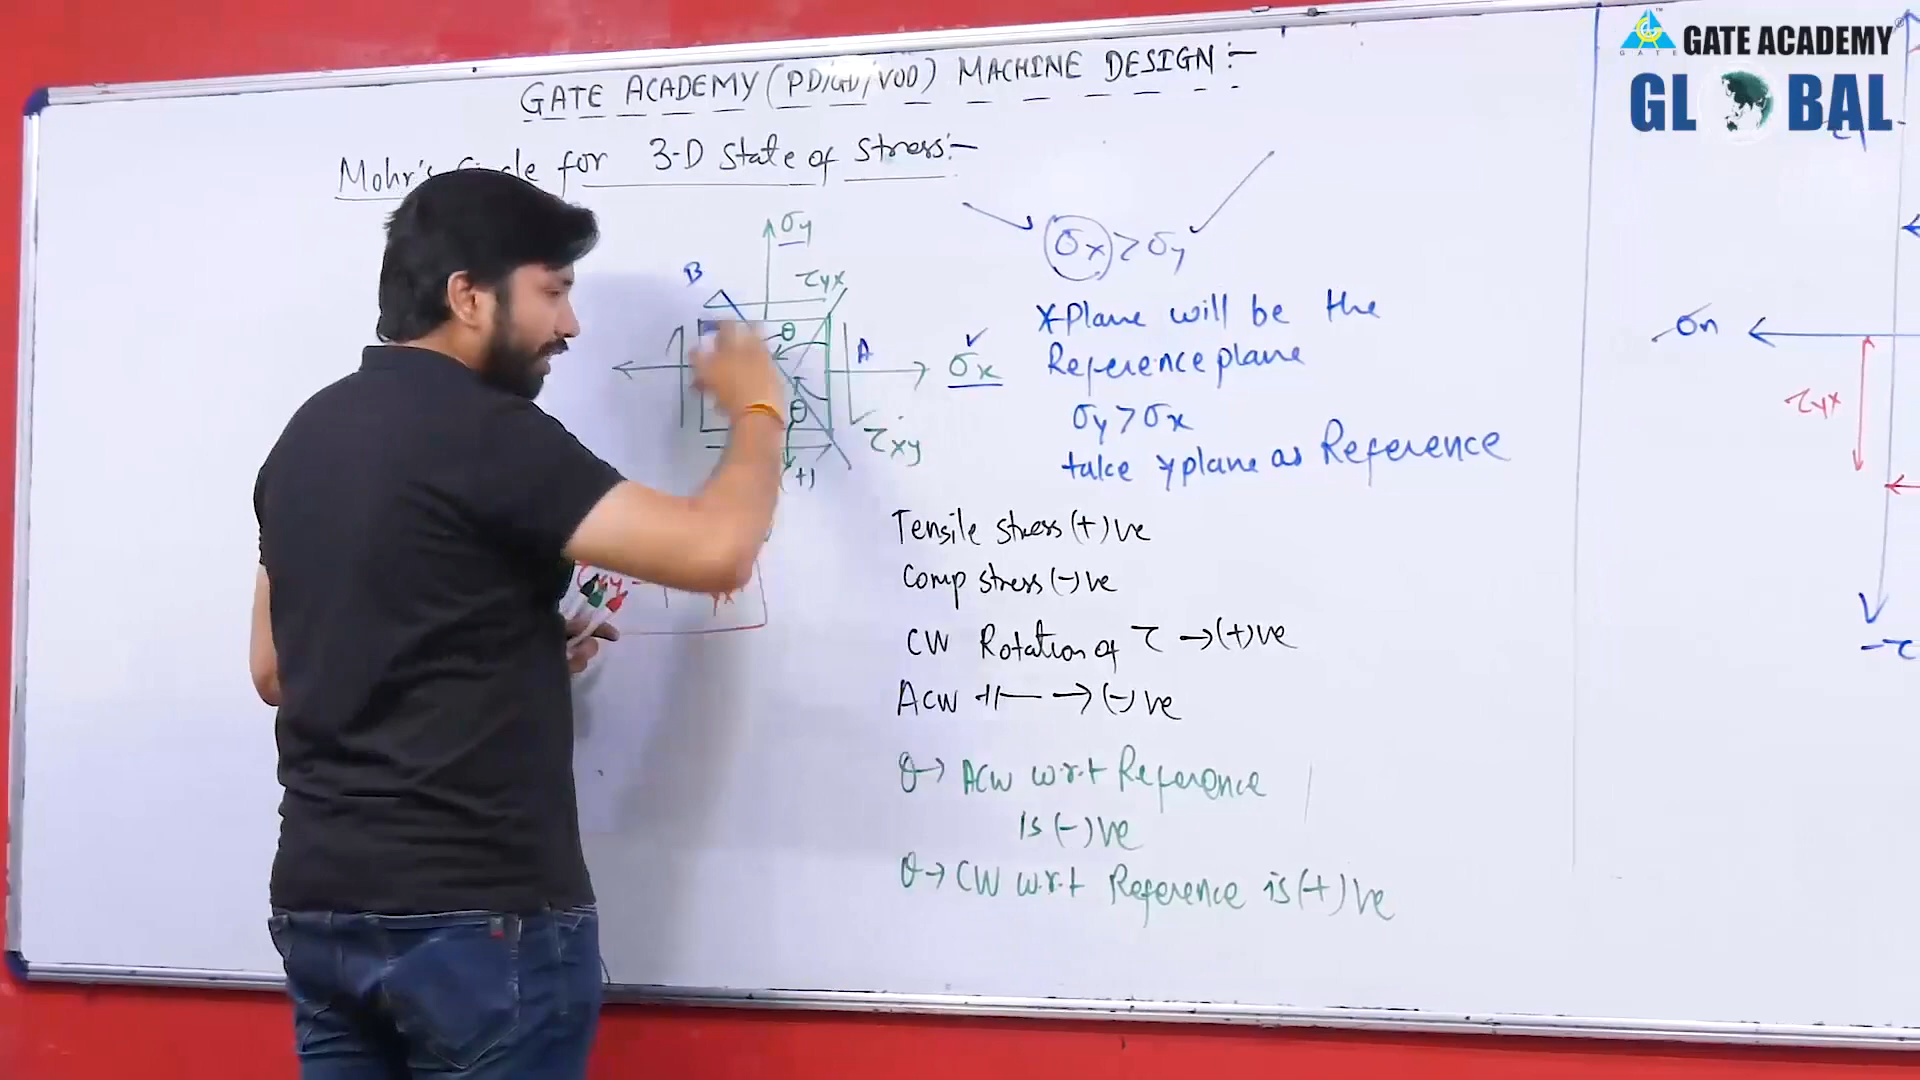 GATE ACADEMY (PD/GD/VOD) MACHINE DESIGN :-
Mohr's Circle for 3-D State of Stress:-
σy
B
τyx
θ
A
σx
θ
τxy
(+)
τxy
σx > σy
X-Plane will be the
Reference plane
σy > σx
take y plane as Reference
Tensile stress (+)ve
Comp stress (-)ve
CW Rotation of τ → (+)ve
ACW -11- → (-)ve
θ → ACW w.r.t Reference
is (-)ve
θ → CW w.r.t Reference is (+)ve
σn
τyx
-τ
GATE ACADEMY
GATE
GLOBAL